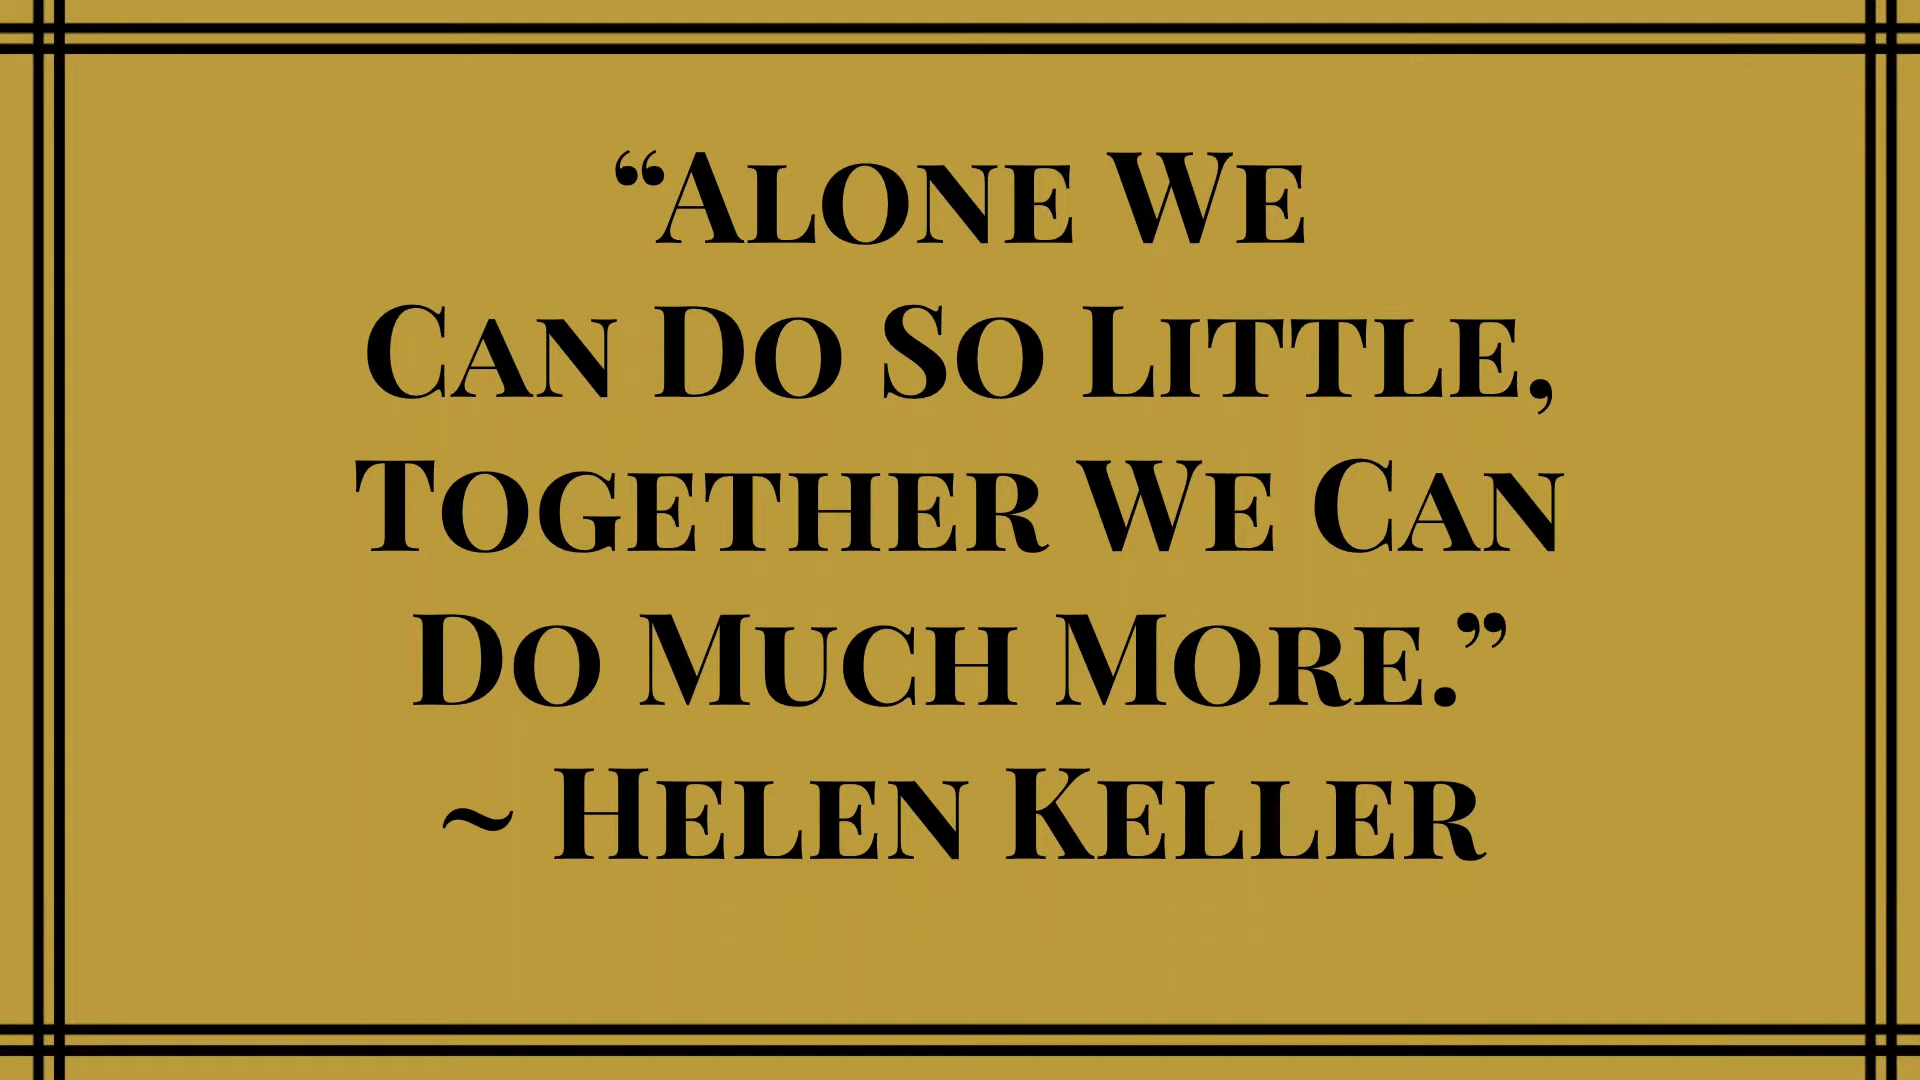 “Alone We
Can Do So Little,
Together We Can
Do Much More.”
~ Helen Keller